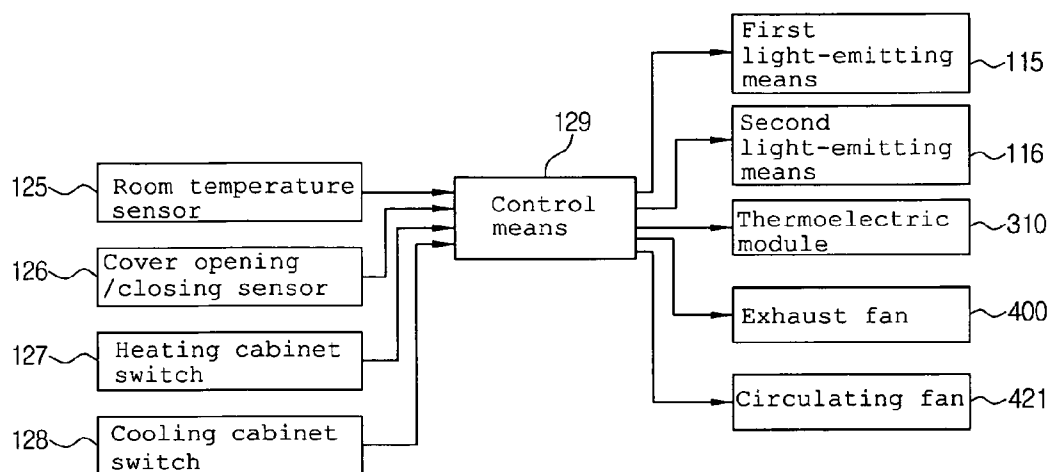 125
Room temperature
sensor
126
Cover opening
/closing sensor
127
Heating cabinet
switch
128
Cooling cabinet
switch
129
Control
means
First
light-emitting
means
115
Second
light-emitting
means
116
Thermoelectric
module
310
Exhaust fan
400
Circulating fan
421